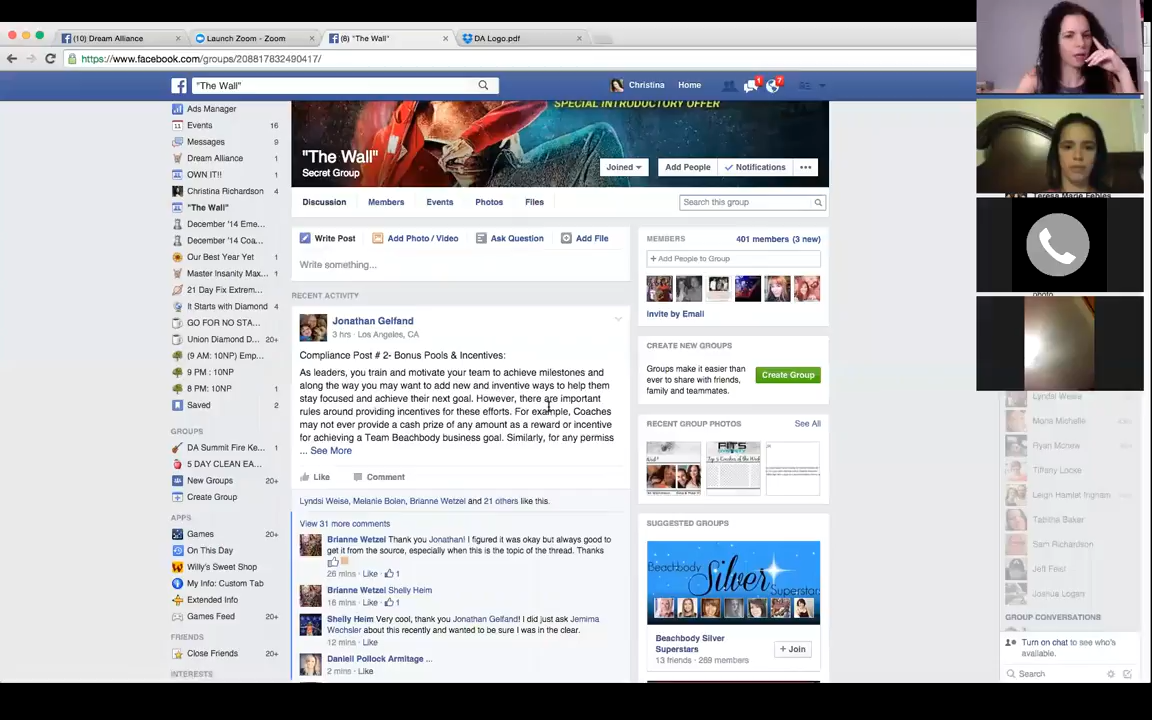 (10) Dream Alliance
Launch Zoom - Zoom
(6) "The Wall"
DA Logo.pdf
https://www.facebook.com/groups/208817832490417/
"The Wall"
Christina
Home
1
7
Ads Manager
Events 16
Messages 9
Dream Alliance 1
OWN IT!! 1
Christina Richardson 4
"The Wall"
December '14 Eme...
December '14 Coa...
Our Best Year Yet 1
Master Insanity Max... 1
21 Day Fix Extrem...
It Starts with Diamond 4
GO FOR NO STA...
Union Diamond D... 20+
(9 AM: 10NP) Emp...
9 PM : 10NP
8 PM: 10NP 1
Saved 2
GROUPS
DA Summit Fire Ke... 1
5 DAY CLEAN EA...
New Groups 20+
Create Group
APPS
Games 20+
On This Day
Willy's Sweet Shop
My Info: Custom Tab
Extended Info
Games Feed 20+
FRIENDS
Close Friends 20+
INTERESTS
SPECIAL INTRODUCTORY OFFER
"The Wall"
Secret Group
Joined
Add People
Notifications
Discussion
Members
Events
Photos
Files
Search this group
Write Post
Add Photo / Video
Ask Question
Add File
Write something...
RECENT ACTIVITY
Jonathan Gelfand
3 hrs · Los Angeles, CA
Compliance Post # 2- Bonus Pools & Incentives:
As leaders, you train and motivate your team to achieve milestones and
along the way you may want to add new and inventive ways to help them
stay focused and achieve their next goal. However, there are important
rules around providing incentives for these efforts. For example, Coaches
may not ever provide a cash prize of any amount as a reward or incentive
for achieving a Team Beachbody business goal. Similarly, for any permiss
... See More
Like
Comment
Lyndsi Weise, Melanie Bolen, Brianne Wetzel and 21 others like this.
View 31 more comments
Brianne Wetzel Thank you Jonathan! I figured it was okay but always good to
get it from the source, especially when this is the topic of the thread. Thanks
26 mins · Like · 1
Brianne Wetzel Shelly Heim
16 mins · Like · 1
Shelly Heim Very cool, thank you Jonathan Gelfand! I did just ask Jemima
Wechsler about this recently and wanted to be sure I was in the clear.
12 mins · Like
Daniell Pollock Armitage ...
2 mins · Like
MEMBERS
401 members (3 new)
+ Add People to Group
invite by Email
CREATE NEW GROUPS
Groups make it easier than
ever to share with friends,
family and teammates.
Create Group
RECENT GROUP PHOTOS
See All
SUGGESTED GROUPS
Beachbody
Silver
Superstars
Beachbody Silver
Superstars
13 friends · 269 members
+ Join
Teresa Marie Febles
photo
Lyndsi Weise
Maria Michelle
Ryan Mcnew
Tiffany Locke
Leigh Hamlet Ingham
Tabitha Baker
Sam Richardson
Jeff Feist
Joshua Logan
GROUP CONVERSATIONS
Turn on chat to see who's
available.
Search